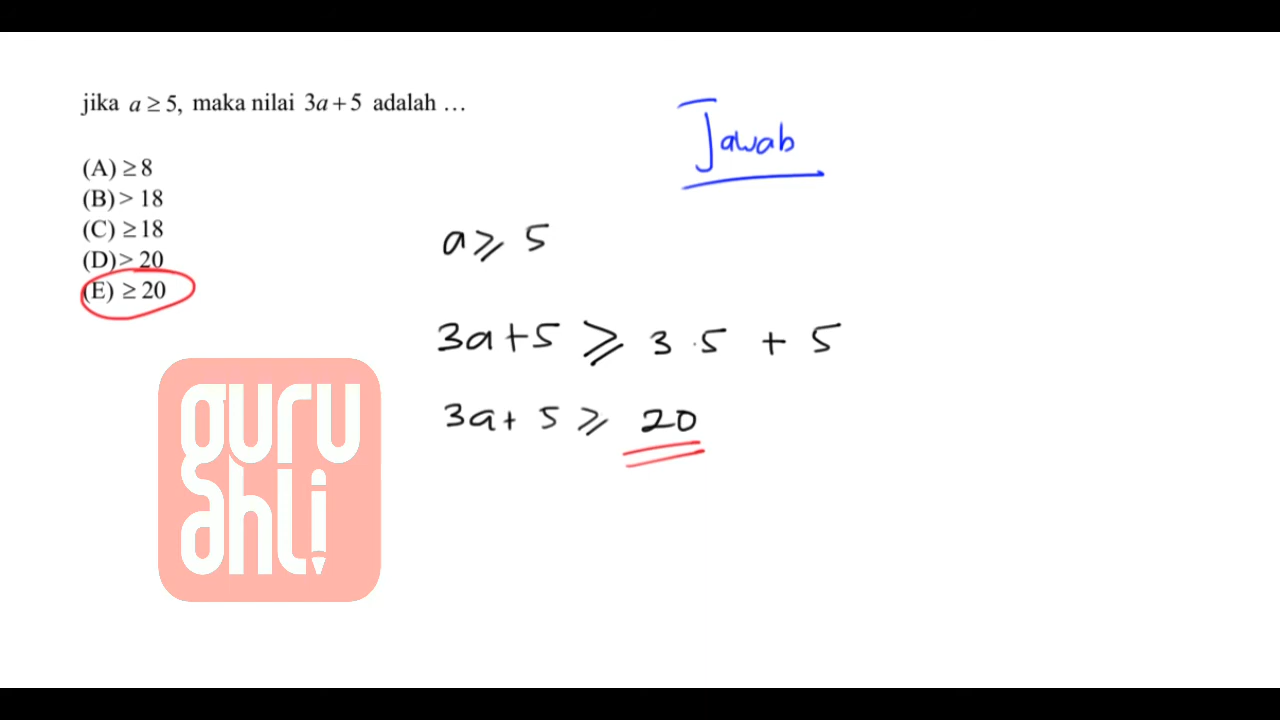 jika a ≥ 5, maka nilai 3a + 5 adalah …
(A) ≥ 8
(B) > 18
(C) ≥ 18
(D) > 20
(E) ≥ 20
Jawab
a ≥ 5
3a + 5 ≥ 3 · 5 + 5
3a + 5 ≥ 20
guru
ahli